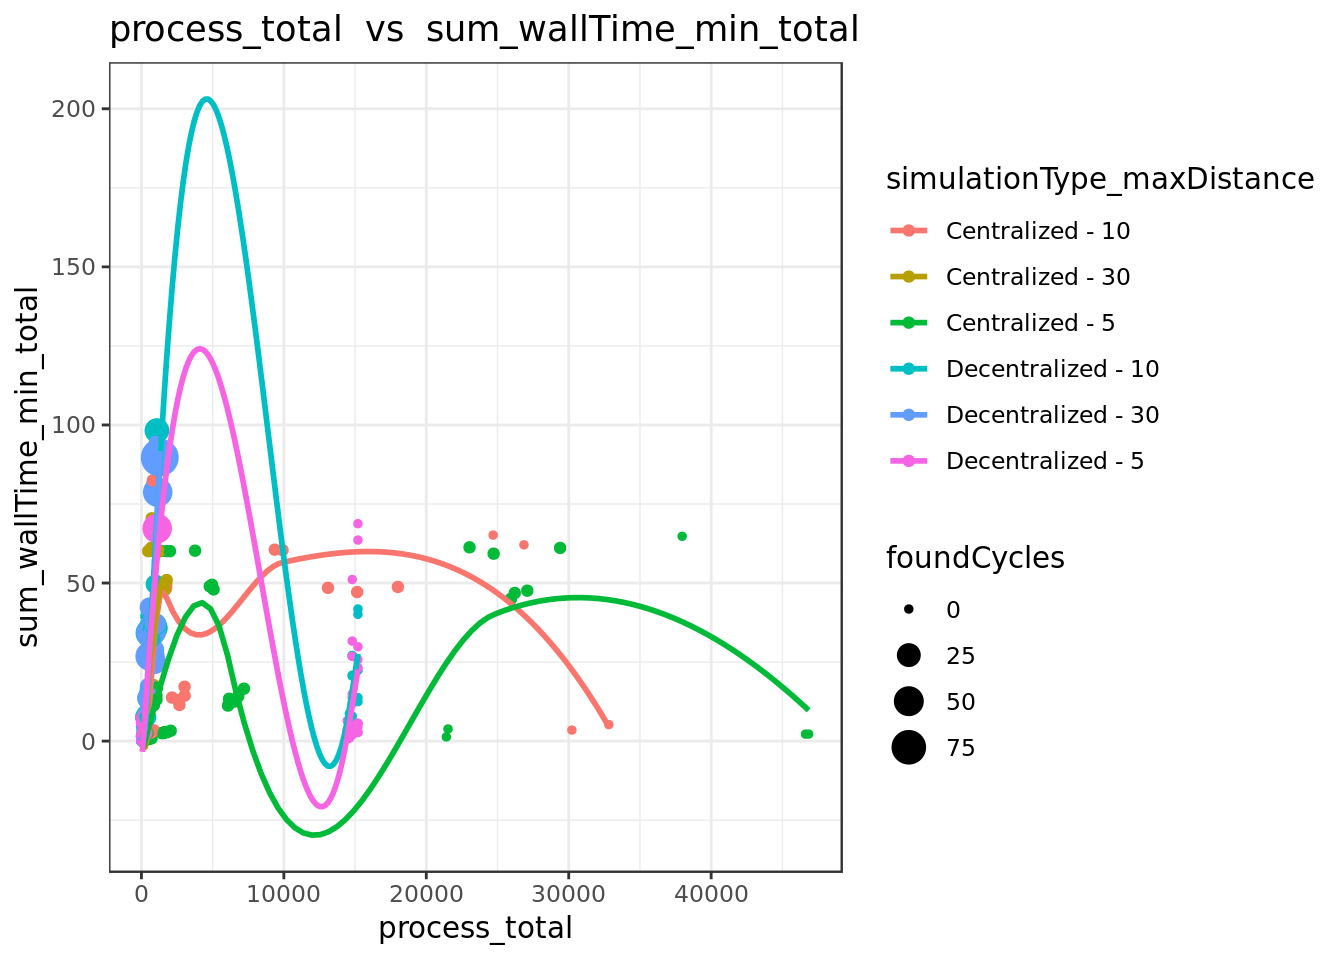 process_total  vs  sum_wallTime_min_total
sum_wallTime_min_total
200
150
100
50
0
0
10000
20000
30000
40000
process_total
simulationType_maxDistance
Centralized - 10
Centralized - 30
Centralized - 5
Decentralized - 10
Decentralized - 30
Decentralized - 5
foundCycles
0
25
50
75